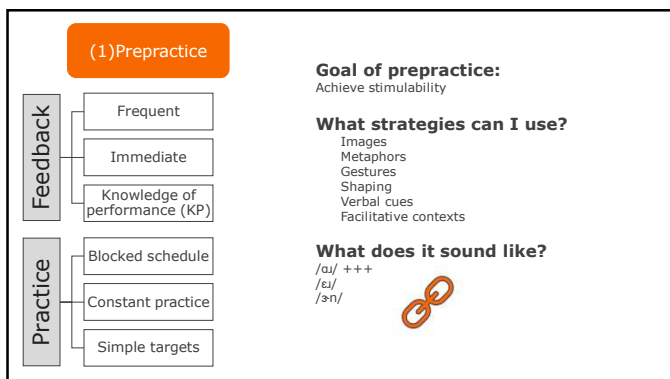 (1)Prepractice
Feedback
Frequent
Immediate
Knowledge of
performance (KP)
Practice
Blocked schedule
Constant practice
Simple targets
Goal of prepractice:
Achieve stimulability
What strategies can I use?
Images
Metaphors
Gestures
Shaping
Verbal cues
Facilitative contexts
What does it sound like?
/ɑɹ/ +++
/ɛɹ/
/ɝn/